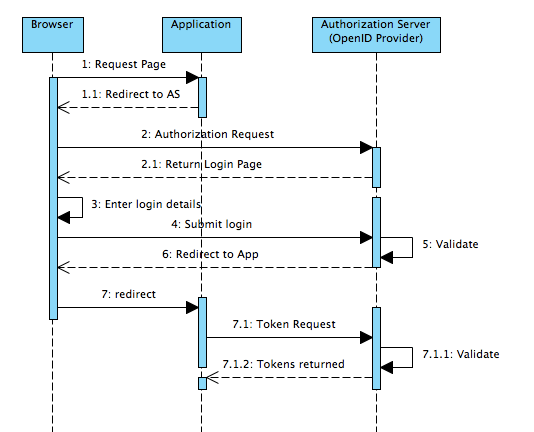 Browser
Application
Authorization Server
(OpenID Provider)
1: Request Page
1.1: Redirect to AS
2: Authorization Request
2.1: Return Login Page
3: Enter login details
4: Submit login
5: Validate
6: Redirect to App
7: redirect
7.1: Token Request
7.1.1: Validate
7.1.2: Tokens returned